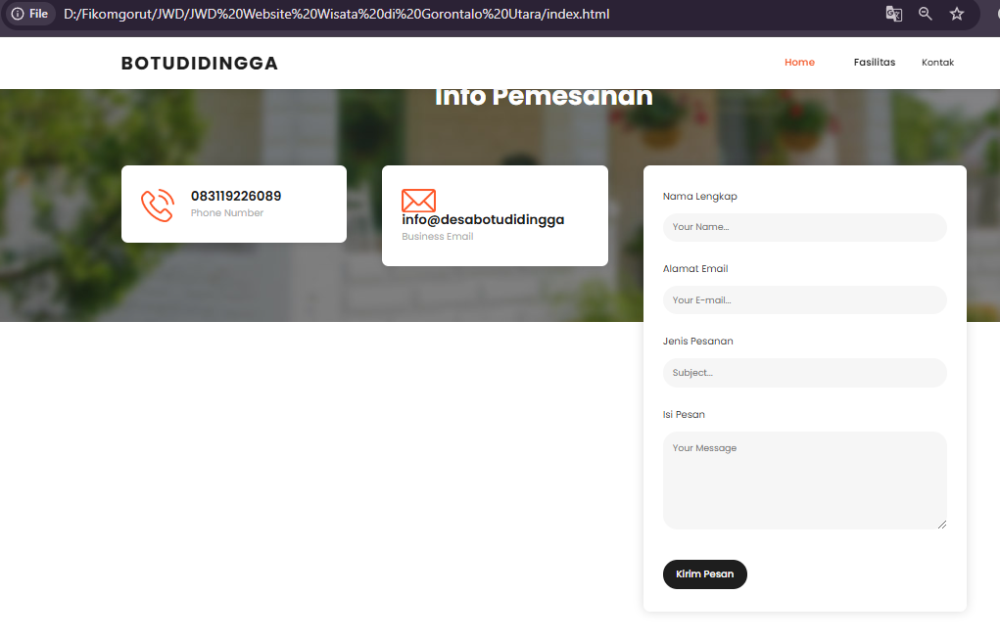 File D:/Fikomgorut/JWD/JWD%20Website%20Wisata%20di%20Gorontalo%20Utara/index.html
BOTUDIDINGGA
Home Fasilitas Kontak
Info Pemesanan
083119226089
Phone Number
info@desabotudidingga
Business Email
Nama Lengkap
Your Name...
Alamat Email
Your E-mail...
Jenis Pesanan
Subject...
Isi Pesan
Your Message
Kirim Pesan